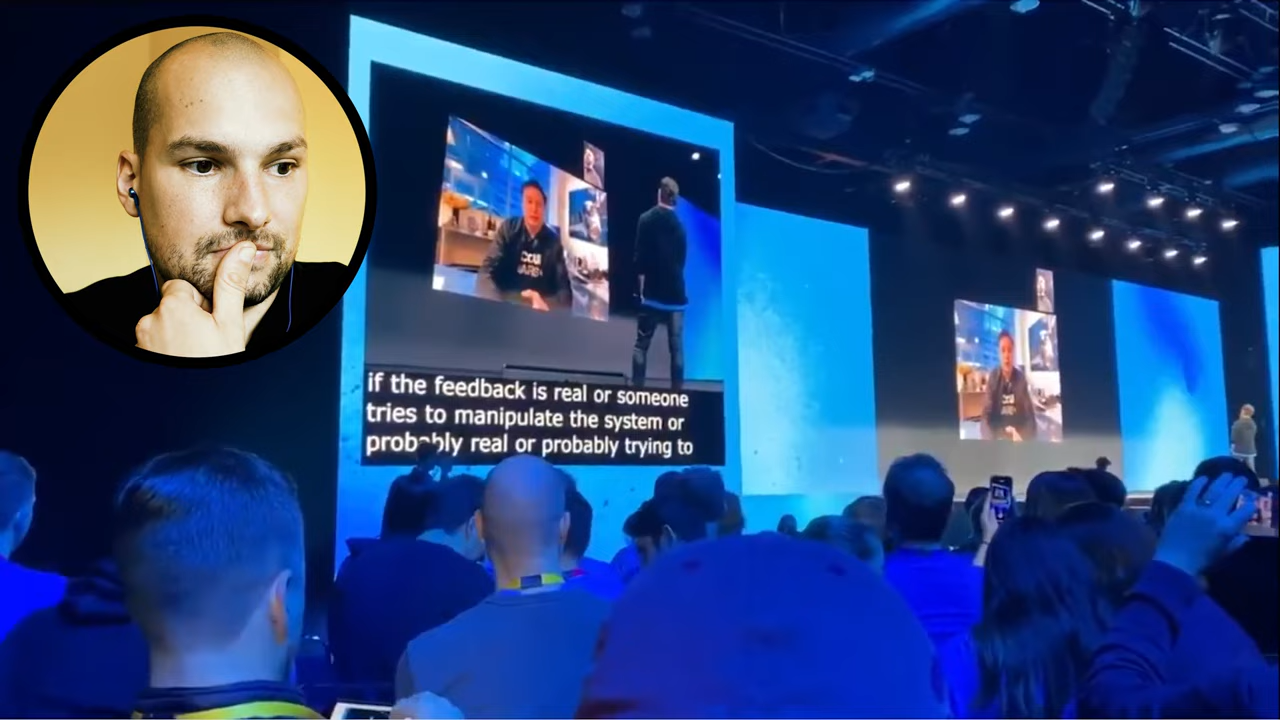 if the feedback is real or someone
tries to manipulate the system or
probably real or probably trying to